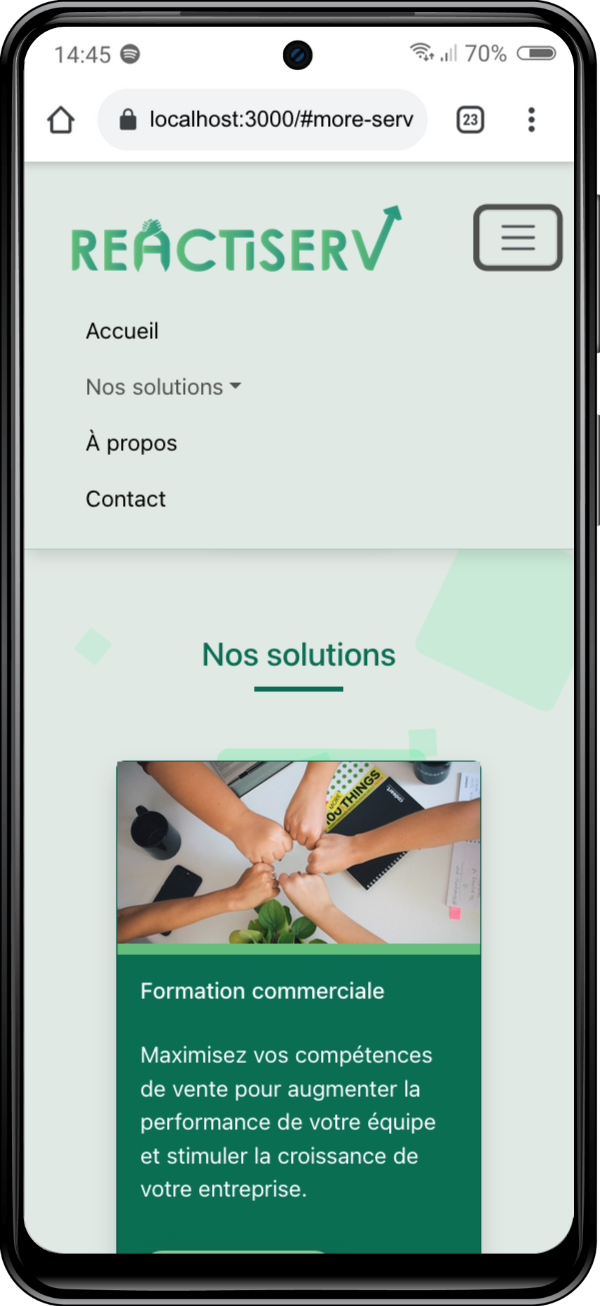 14:45
70%
localhost:3000/#more-serv
23
REACTiSERV
Accueil
Nos solutions
À propos
Contact
Nos solutions
100 THINGS
Formation commerciale
Maximisez vos compétences
de vente pour augmenter la
performance de votre équipe
et stimuler la croissance de
votre entreprise.